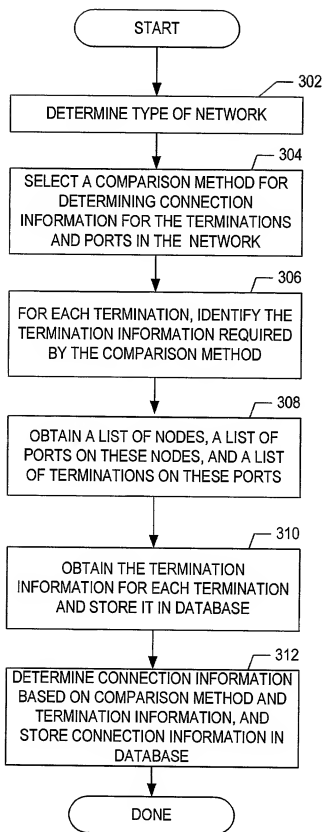 START
302
DETERMINE TYPE OF NETWORK
304
SELECT A COMPARISON METHOD FOR
DETERMINING CONNECTION
INFORMATION FOR THE TERMINATIONS
AND PORTS IN THE NETWORK
306
FOR EACH TERMINATION, IDENTIFY THE
TERMINATION INFORMATION REQUIRED
BY THE COMPARISON METHOD
308
OBTAIN A LIST OF NODES, A LIST OF
PORTS ON THESE NODES, AND A LIST
OF TERMINATIONS ON THESE PORTS
310
OBTAIN THE TERMINATION
INFORMATION FOR EACH TERMINATION
AND STORE IT IN DATABASE
312
DETERMINE CONNECTION INFORMATION
BASED ON COMPARISON METHOD AND
TERMINATION INFORMATION, AND
STORE CONNECTION INFORMATION IN
DATABASE
DONE